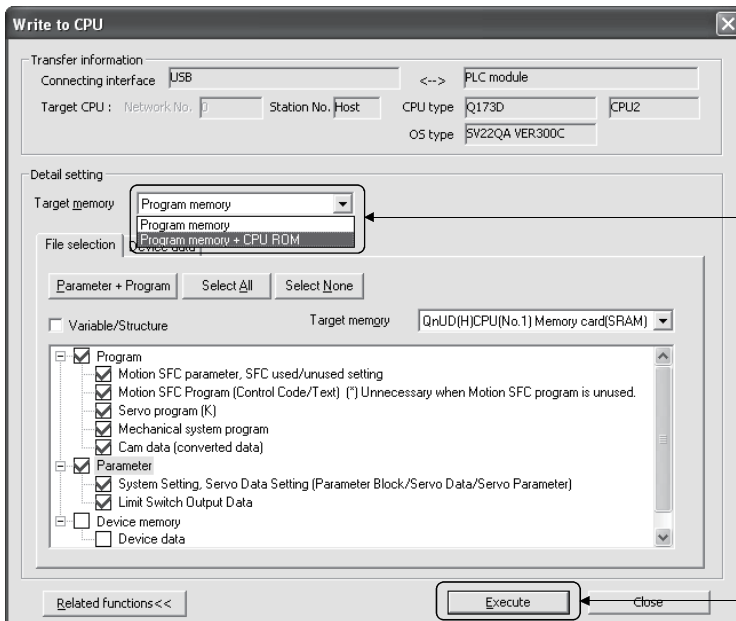 Write to CPU
Transfer information
Connecting interface USB <--> PLC module
Target CPU : Network No. 0 Station No. Host CPU type Q173D CPU2
OS type SV22QA VER300C
Detail setting
Target memory Program memory
Program memory
Program memory + CPU ROM
File selection Device data
Parameter + Program Select All Select None
Variable/Structure Target memory QnUD(H)CPU(No.1) Memory card(SRAM)
Program
Motion SFC parameter, SFC used/unused setting
Motion SFC Program (Control Code/Text) (*) Unnecessary when Motion SFC program is unused.
Servo program (K)
Mechanical system program
Cam data (converted data)
Parameter
System Setting, Servo Data Setting (Parameter Block/Servo Data/Servo Parameter)
Limit Switch Output Data
Device memory
Device data
Related functions<< Execute Close